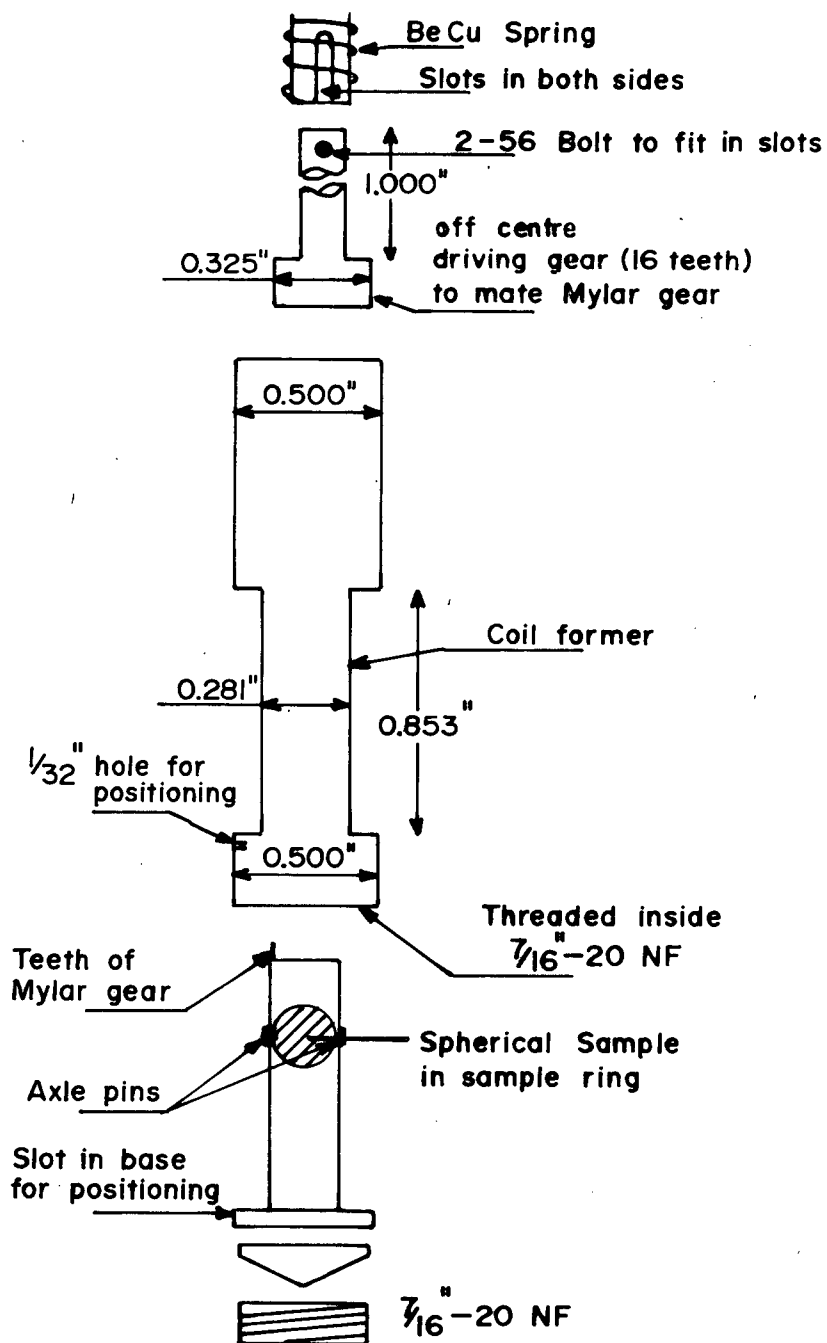 BeCu Spring
Slots in both sides
2-56 Bolt to fit in slots
1.000"
off centre
driving gear (16 teeth)
to mate Mylar gear
0.325"
0.500"
Coil former
0.281"
0.853"
1/32" hole for
positioning
0.500"
Threaded inside
7/16"-20 NF
Teeth of
Mylar gear
Spherical Sample
in sample ring
Axle pins
Slot in base
for positioning
7/16"-20 NF